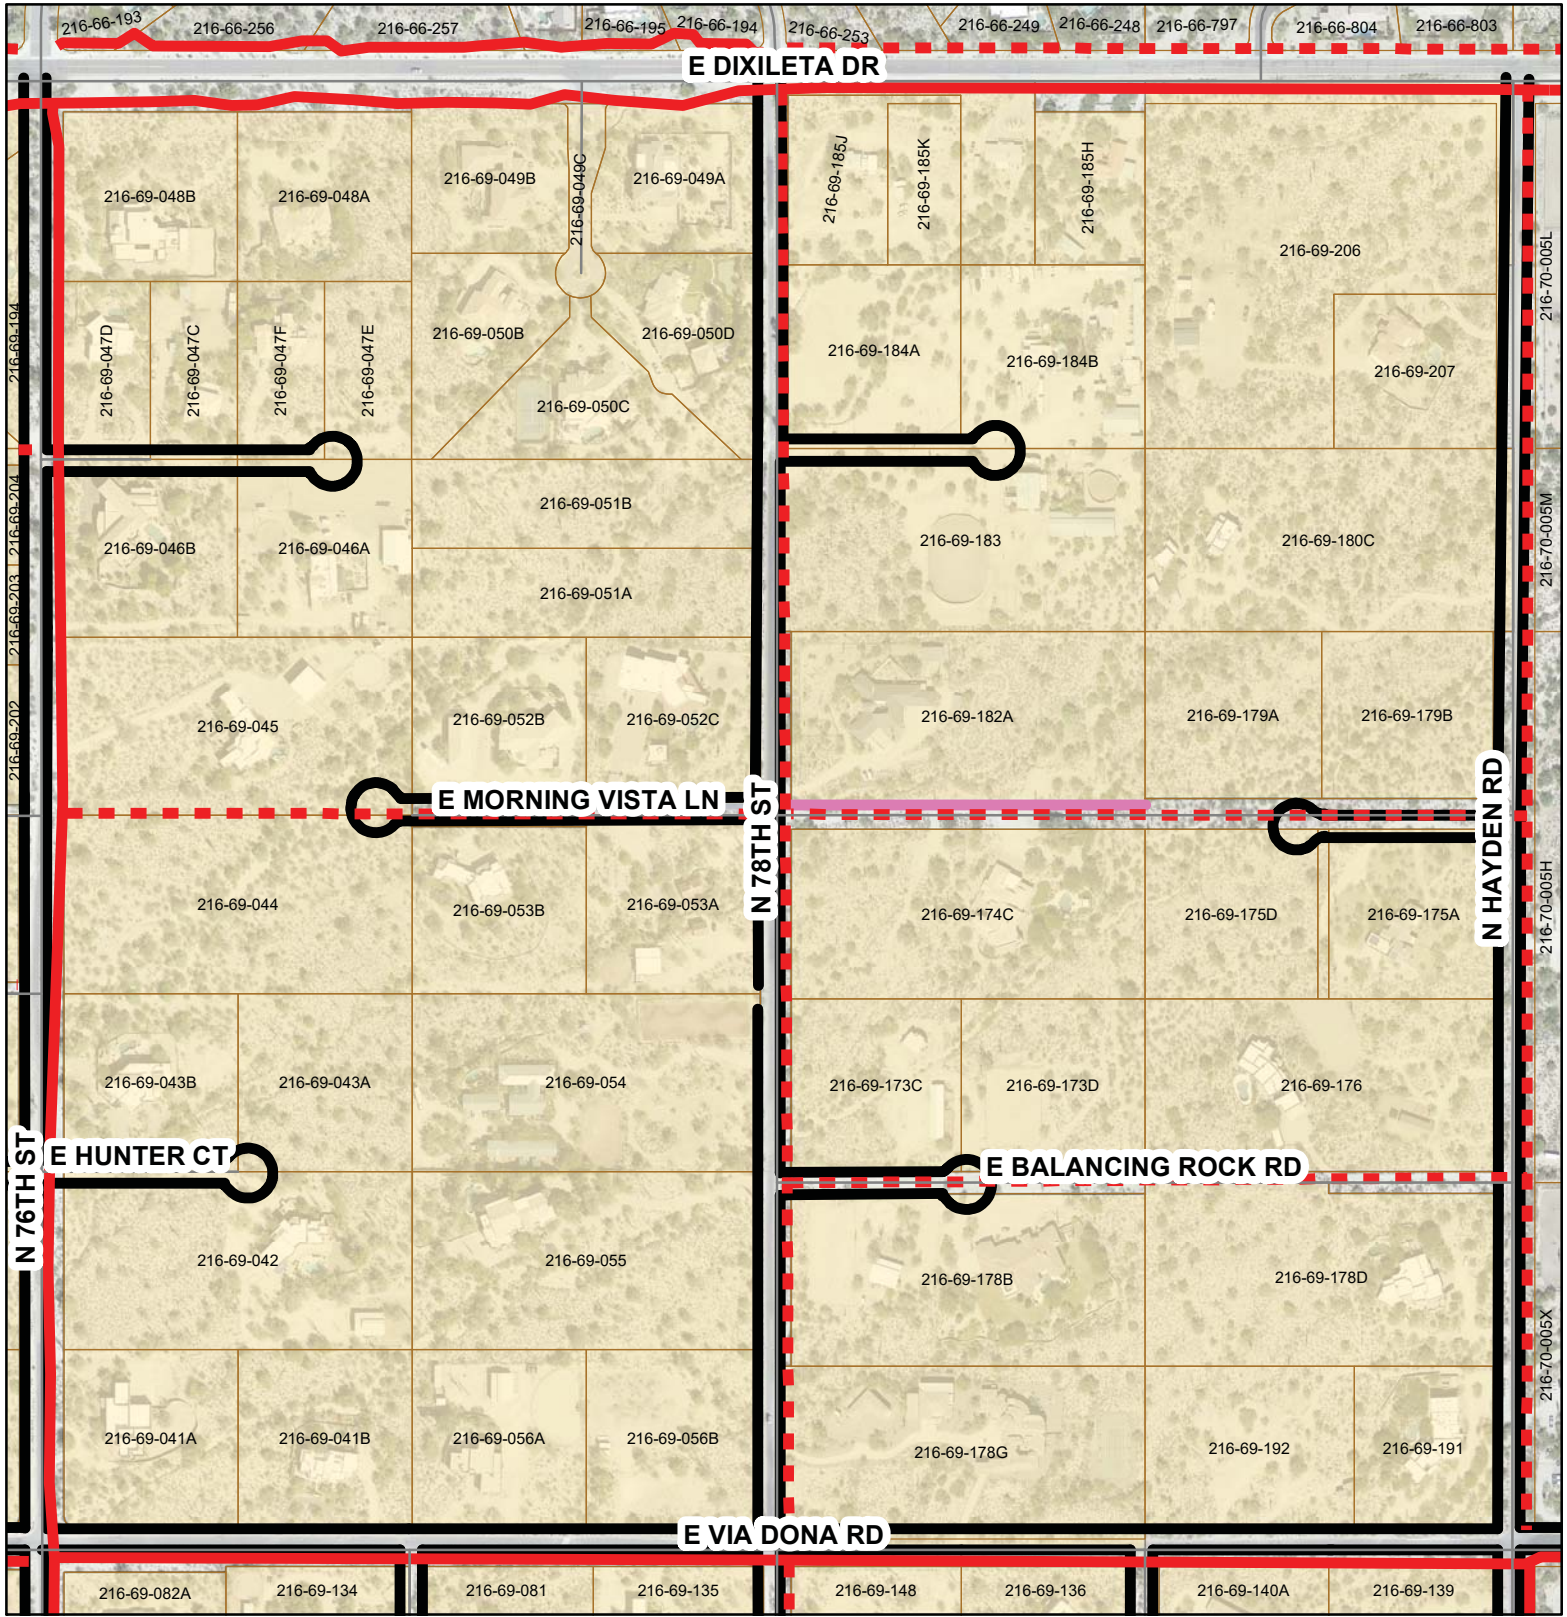 216-66-193
216-66-256
216-66-257
216-66-195
216-66-194
216-66-253
216-66-249
216-66-248
216-66-797
216-66-804
216-66-803
E DIXILETA DR
216-69-048B
216-69-048A
216-69-049B
216-69-049C
216-69-049A
216-69-185J
216-69-185K
216-69-185H
216-69-206
216-70-005L
216-69-194
216-69-047D
216-69-047C
216-69-047F
216-69-047E
216-69-050B
216-69-050D
216-69-050C
216-69-184A
216-69-184B
216-69-207
216-69-204
216-69-051B
216-69-046B
216-69-046A
216-69-183
216-69-180C
216-70-005M
216-69-203
216-69-051A
216-69-202
216-69-045
216-69-052B
216-69-052C
216-69-182A
216-69-179A
216-69-179B
E MORNING VISTA LN
N 78TH ST
N HAYDEN RD
216-69-044
216-69-053B
216-69-053A
216-69-174C
216-69-175D
216-69-175A
216-70-005H
216-69-043B
216-69-043A
216-69-054
216-69-173C
216-69-173D
216-69-176
E HUNTER CT
E BALANCING ROCK RD
N 76TH ST
216-69-042
216-69-055
216-69-178B
216-69-178D
216-70-005X
216-69-041A
216-69-041B
216-69-056A
216-69-056B
216-69-178G
216-69-192
216-69-191
E VIA DONA RD
216-69-082A
216-69-134
216-69-081
216-69-135
216-69-148
216-69-136
216-69-140A
216-69-139